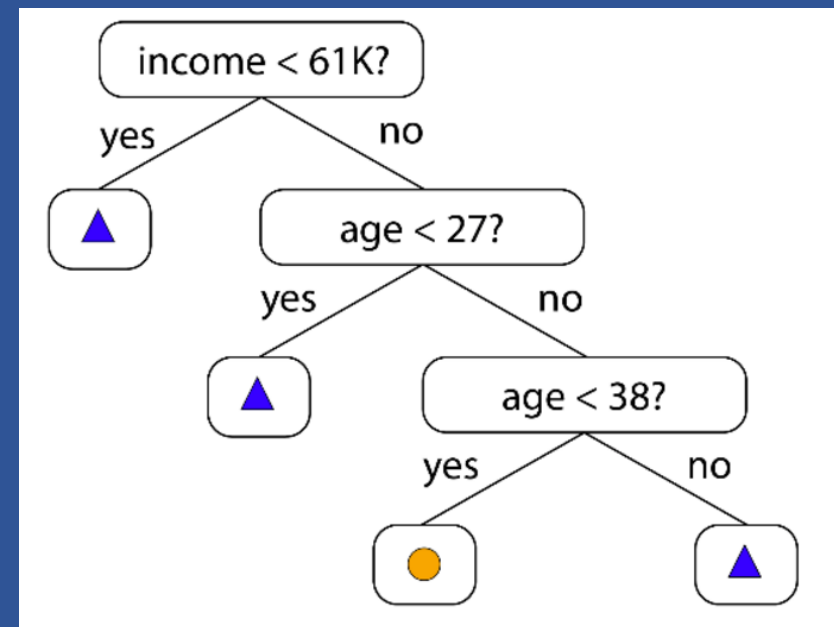 income < 61K?
yes
no
age < 27?
yes
no
age < 38?
yes
no